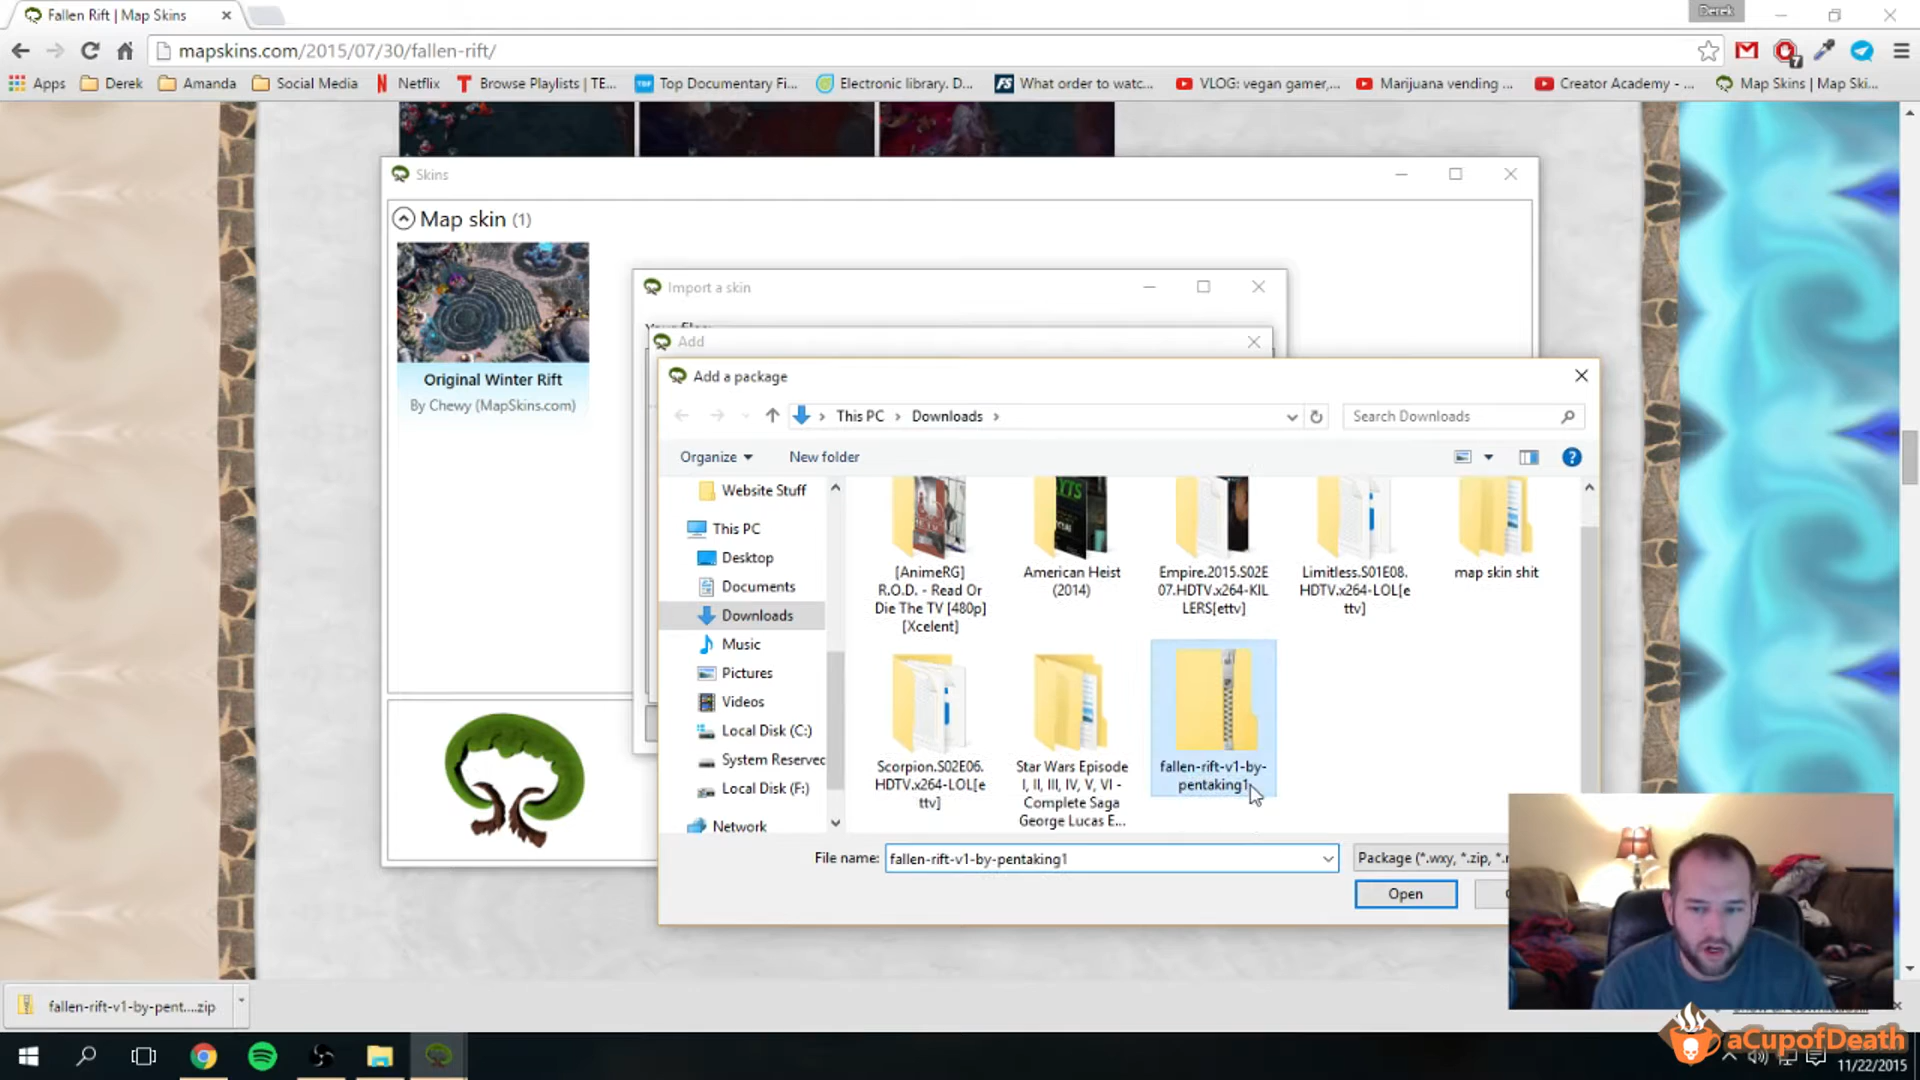 Fallen Rift | Map Skins
Derek
mapskins.com/2015/07/30/fallen-rift/
7
Apps Derek Amanda Social Media Netflix Browse Playlists | TE... Top Documentary Fi... Electronic library. D... What order to watc... VLOG: vegan gamer,... Marijuana vending ... Creator Academy - ... Map Skins | Map Ski...
Skins
Map skin (1)
Original Winter Rift
By Chewy (MapSkins.com)
Import a skin
Add
Add a package
This PC > Downloads >
Search Downloads
Organize
New folder
Website Stuff
This PC
Desktop
Documents
Downloads
Music
Pictures
Videos
Local Disk (C:)
System Reserved
Local Disk (F:)
Network
[AnimeRG]
R.O.D. - Read Or
Die The TV [480p]
[Xcelent]
American Heist
(2014)
Empire.2015.S02E
07.HDTV.x264-KIL
LERS[ettv]
Limitless.S01E08.
HDTV.x264-LOL[e
ttv]
map skin shit
Scorpion.S02E06.
HDTV.x264-LOL[e
ttv]
Star Wars Episode
I, II, III, IV, V, VI -
Complete Saga
George Lucas E...
fallen-rift-v1-by-
pentaking1
File name:
fallen-rift-v1-by-pentaking1
Package (*.wxy, *.zip, *.r
Open
fallen-rift-v1-by-pent....zip
aCupofDeath
11/22/2015